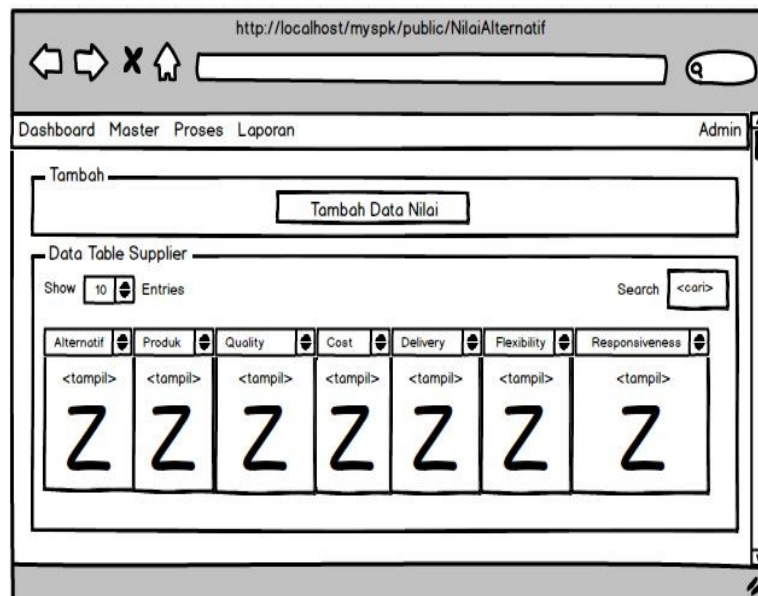 http://localhost/myspk/public/NilaiAlternatif
Dashboard Master Proses Laporan Admin
Tambah
Tambah Data Nilai
Data Table Supplier
Show 10 Entries Search <cari>
Alternatif Produk Quality Cost Delivery Flexibility Responsiveness
<tampil> <tampil> <tampil> <tampil> <tampil> <tampil> <tampil>
Z Z Z Z Z Z Z